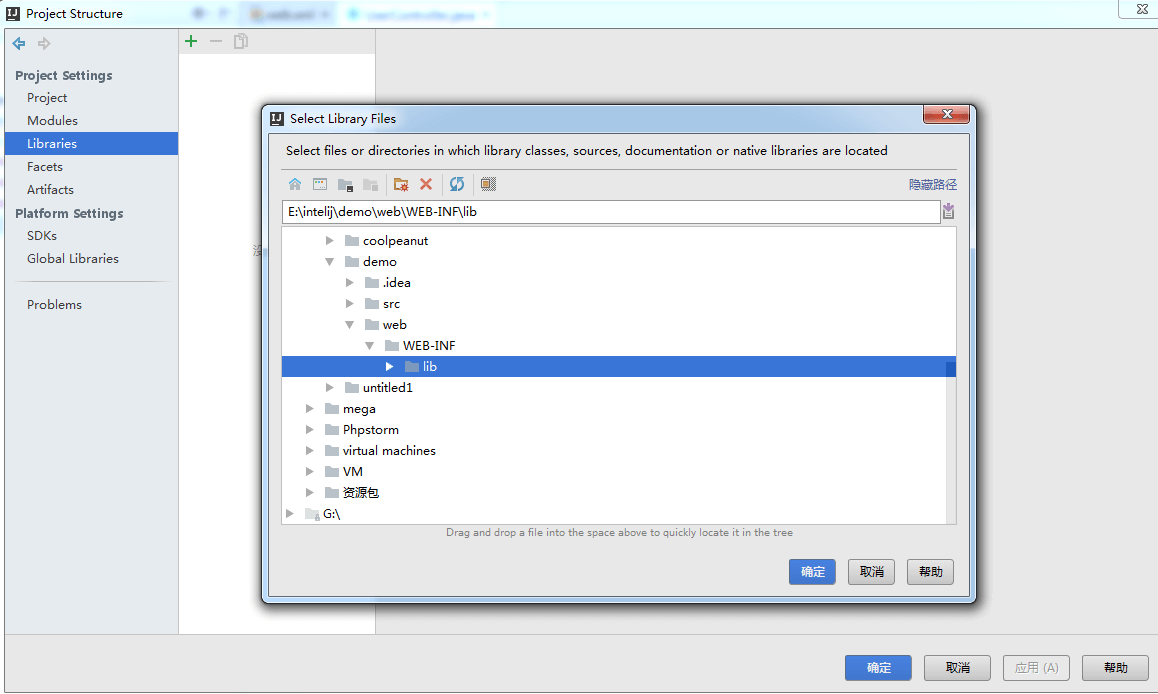 Project Structure
Project Settings
Project
Modules
Libraries
Facets
Artifacts
Platform Settings
SDKs
Global Libraries
Problems
Select Library Files
Select files or directories in which library classes, sources, documentation or native libraries are located
隐藏路径
E:\intelij\demo\web\WEB-INF\lib
coolpeanut
demo
.idea
src
web
WEB-INF
lib
untitled1
mega
Phpstorm
virtual machines
VM
资源包
G:\
Drag and drop a file into the space above to quickly locate it in the tree
确定
取消
帮助
确定
取消
应用 (A)
帮助